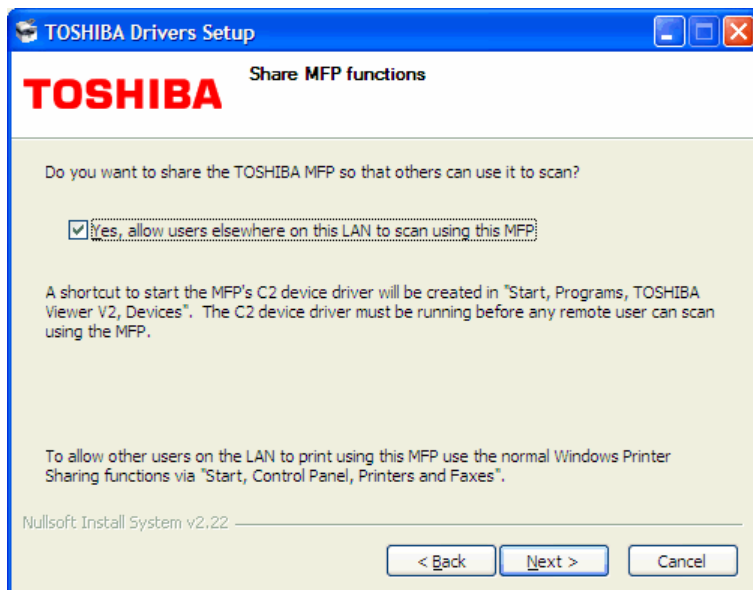 TOSHIBA Drivers Setup
Share MFP functions
TOSHIBA
Do you want to share the TOSHIBA MFP so that others can use it to scan?
Yes, allow users elsewhere on this LAN to scan using this MFP
A shortcut to start the MFP's C2 device driver will be created in "Start, Programs, TOSHIBA
Viewer V2, Devices".  The C2 device driver must be running before any remote user can scan
using the MFP.
To allow other users on the LAN to print using this MFP use the normal Windows Printer
Sharing functions via "Start, Control Panel, Printers and Faxes".
Nullsoft Install System v2.22
< Back
Next >
Cancel